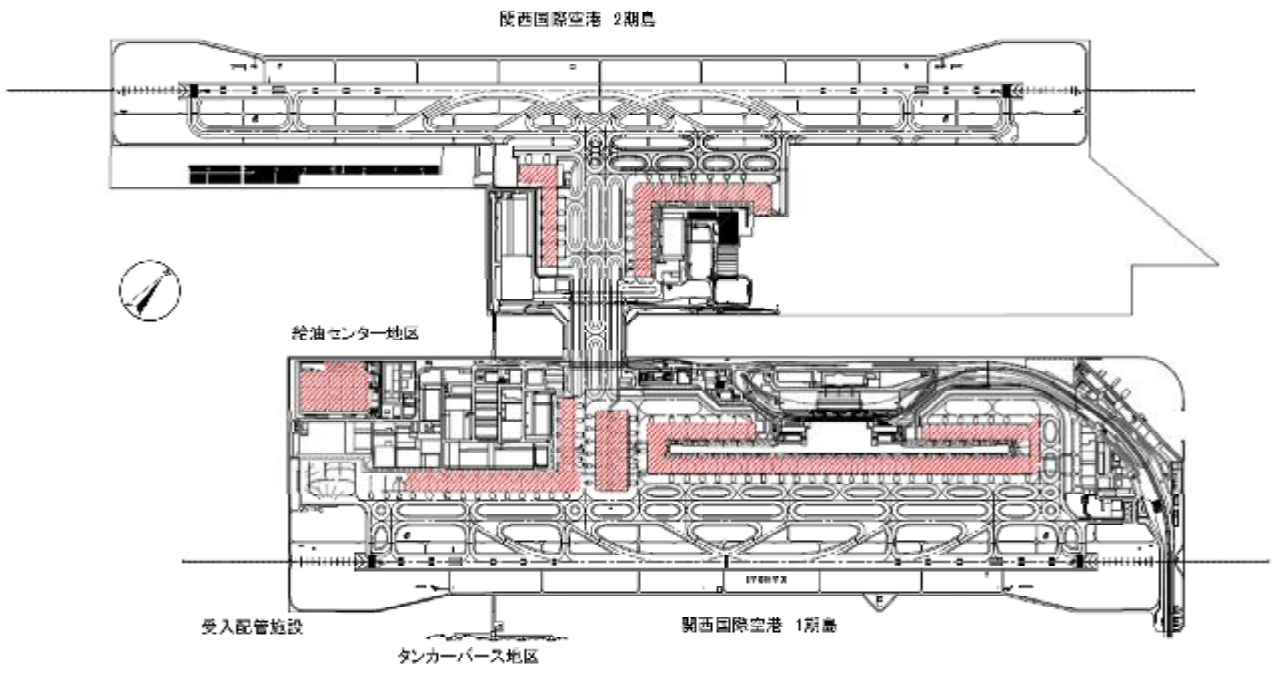 関西国際空港 2期島
給油センター地区
受入配管施設
関西国際空港 1期島
タンカーバース地区